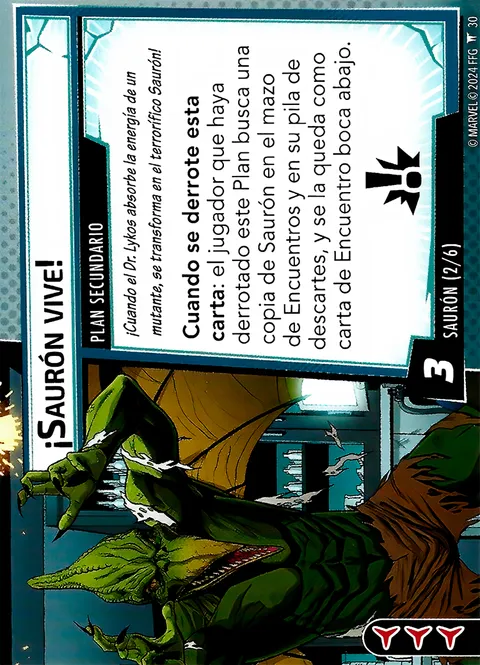 ¡SAURÓN VIVE!
PLAN SECUNDARIO
¡Cuando el Dr. Lykos absorbe la energía de un
mutante, se transforma en el terrorífico Saurón!
Cuando se derrote esta
carta: el jugador que haya
derrotado este Plan busca una
copia de Saurón en el mazo
de Encuentros y en su pila de
descartes, y se la queda como
carta de Encuentro boca abajo.
3
SAURÓN (2/6)
© MARVEL © 2024 FFG 30